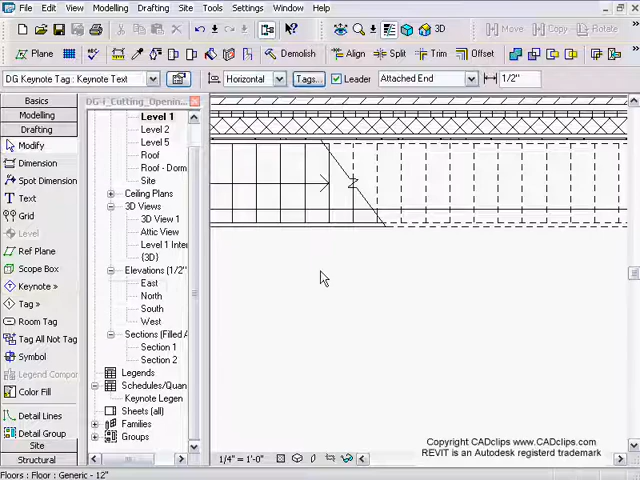 File Edit View Modelling Drafting Site Tools Settings Window Help
3D Move Copy Rotate
Plane Demolish Align Split Trim Offset
DG Keynote Tag : Keynote Text Horizontal Tags... Leader Attached End 1/2"
Basics
Modelling
Drafting
Modify
Dimension
Spot Dimension
Text
Grid
Level
Ref Plane
Scope Box
Keynote »
Tag »
Room Tag
Tag All Not Tag
Symbol
Legend Compor
Color Fill
Detail Lines
Detail Group
Site
Structural
DG-I_Cutting_Openin
Level 1
Level 2
Level 5
Roof
Roof - Dorm
Site
Ceiling Plans
3D Views
3D View 1
Attic View
Level 1 Inter
{3D}
Elevations (1/2"
East
North
South
West
Sections (Filled A
Section 1
Section 2
Legends
Schedules/Quan
Keynote Legen
Sheets (all)
Families
Groups
1/4" = 1'-0"
Copyright CADclips www.CADclips.com
REVIT is an Autodesk registerd trademark
Floors : Floor : Generic - 12"